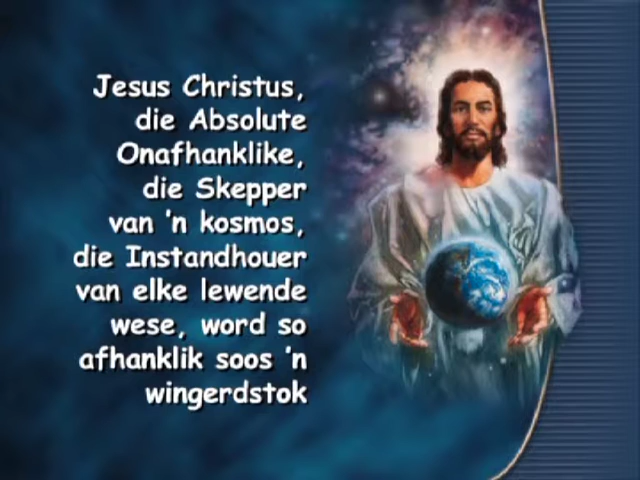 Jesus Christus,
die Absolute
Onafhanklike,
die Skepper
van 'n kosmos,
die Instandhouer
van elke lewende
wese, word so
afhanklik soos 'n
wingerdstok